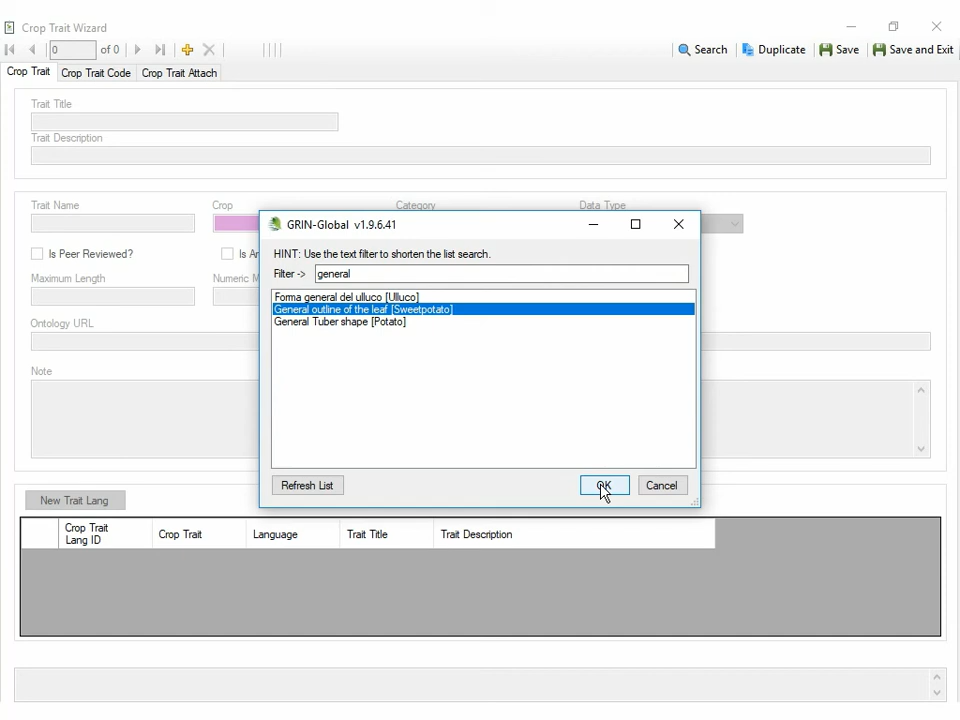 Crop Trait Wizard
0 of 0 Search Duplicate Save Save and Exit
Crop Trait Crop Trait Code Crop Trait Attach
Trait Title
Trait Description
Trait Name Crop Category Data Type
Is Peer Reviewed? Is Ar
Maximum Length Numeric M
Ontology URL
Note
GRIN-Global v1.9.6.41
HINT: Use the text filter to shorten the list search.
Filter -> general
Forma general del ulluco [Ulluco]
General outline of the leaf [Sweetpotato]
General Tuber shape [Potato]
Refresh List OK Cancel
New Trait Lang
Crop Trait Lang ID Crop Trait Language Trait Title Trait Description